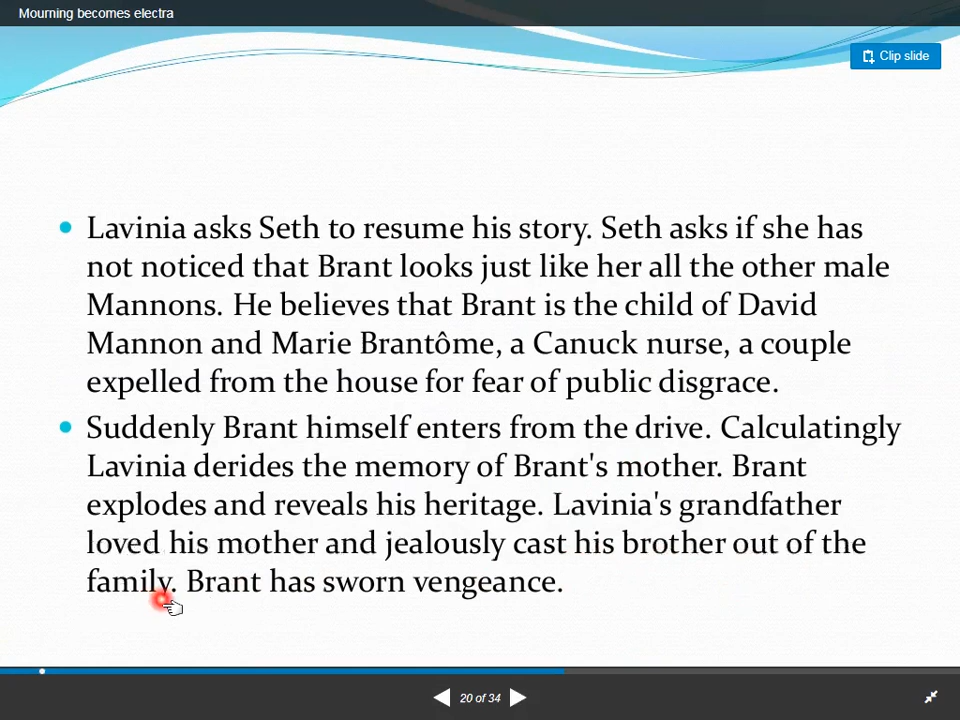 Mourning becomes electra
Clip slide
Lavinia asks Seth to resume his story. Seth asks if she has
not noticed that Brant looks just like her all the other male
Mannons. He believes that Brant is the child of David
Mannon and Marie Brantôme, a Canuck nurse, a couple
expelled from the house for fear of public disgrace.
Suddenly Brant himself enters from the drive. Calculatingly
Lavinia derides the memory of Brant's mother. Brant
explodes and reveals his heritage. Lavinia's grandfather
loved his mother and jealously cast his brother out of the
family. Brant has sworn vengeance.
20 of 34